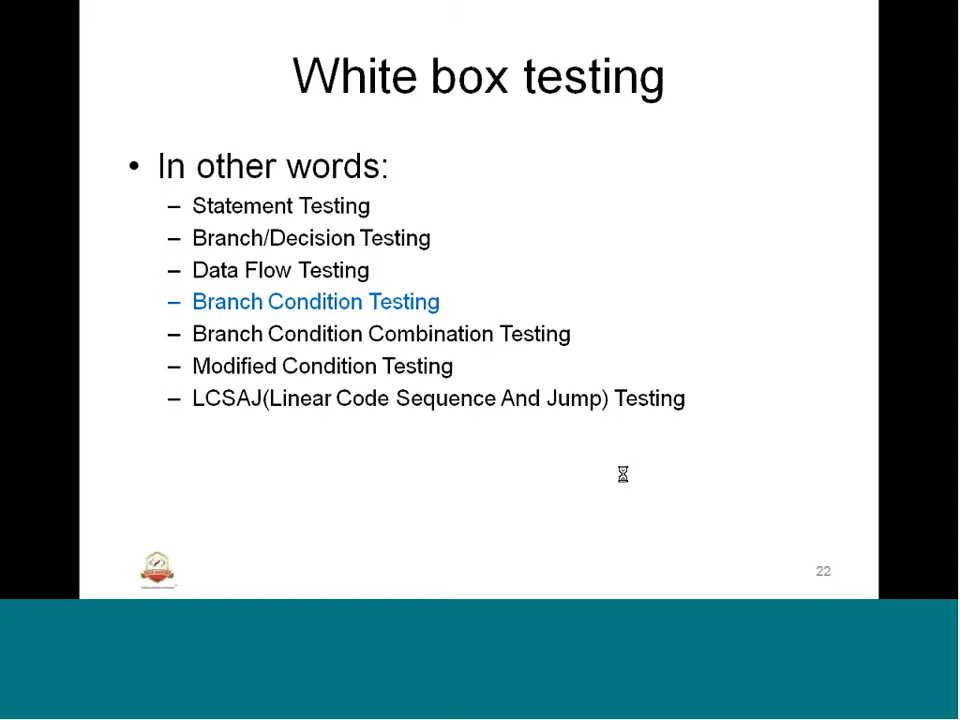 White box testing
• In other words:
– Statement Testing
– Branch/Decision Testing
– Data Flow Testing
– Branch Condition Testing
– Branch Condition Combination Testing
– Modified Condition Testing
– LCSAJ(Linear Code Sequence And Jump) Testing
22